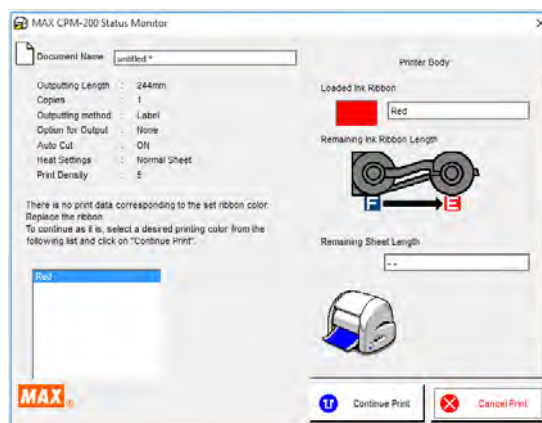 MAX CPM-200 Status Monitor
Document Name
untitled *
Outputting Length : 244mm
Copies : 1
Outputting method : Label
Option for Output : None
Auto Cut : ON
Heat Settings : Normal Sheet
Print Density : 5
There is no print data corresponding to the set ribbon color.
Replace the ribbon
To continue as it is, select a desired printing color from the
following list and click on "Continue Print".
Red
MAX
Printer Body
Loaded Ink Ribbon
Red
Remaining Ink Ribbon Length
F E
Remaining Sheet Length
- -
Continue Print
Cancel Print